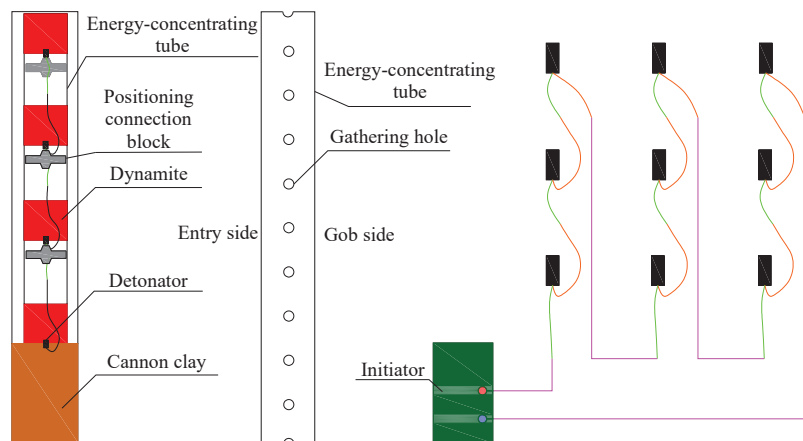 Energy-concentrating
tube
Positioning
connection
block
Dynamite
Detonator
Cannon clay
Energy-concentrating
tube
Gathering hole
Entry side
Gob side
Initiator